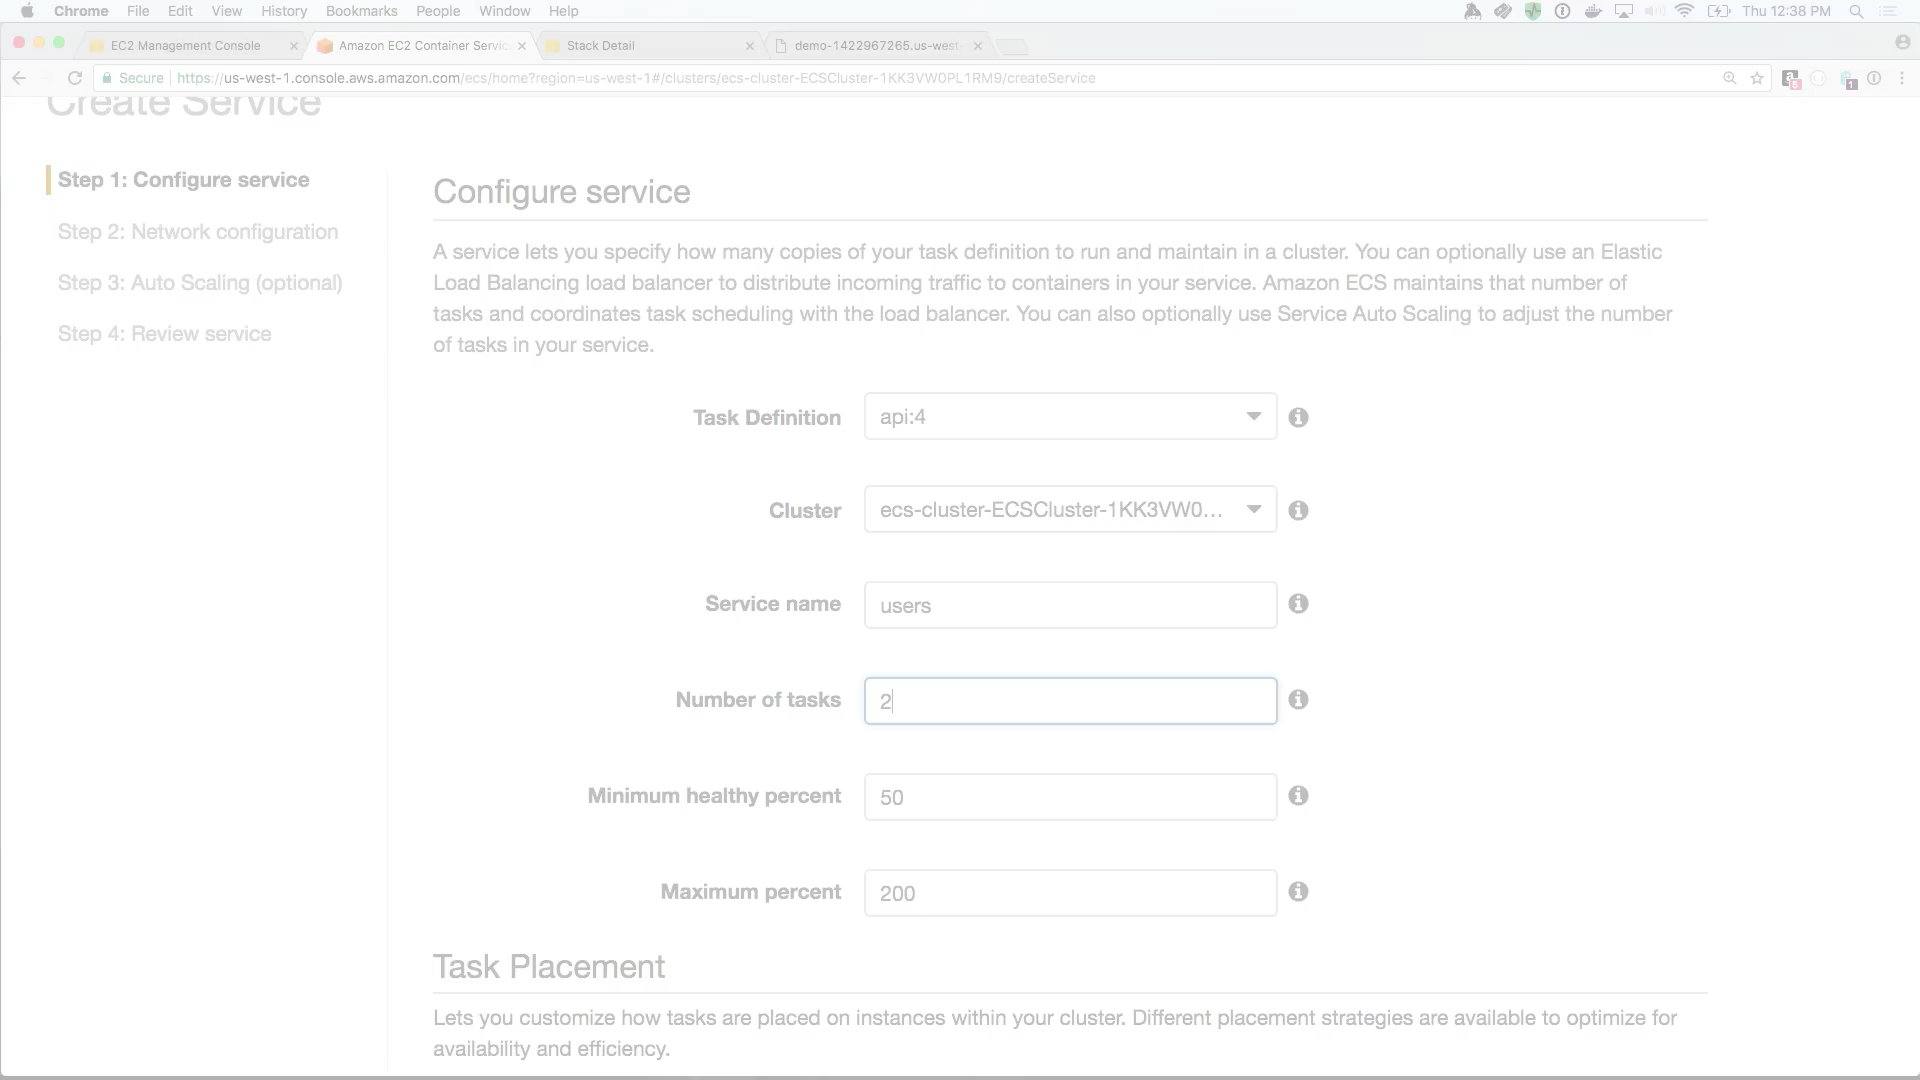 Chrome File Edit View History Bookmarks People Window Help Thu 12:38 PM
EC2 Management Console Amazon EC2 Container Servic Stack Detail demo-1422967265.us-west-
Secure https://us-west-1.console.aws.amazon.com/ecs/home?region=us-west-1#/clusters/ecs-cluster-ECSCluster-1KK3VW0PL1RM9/createService
Create Service
Step 1: Configure service
Step 2: Network configuration
Step 3: Auto Scaling (optional)
Step 4: Review service
Configure service
A service lets you specify how many copies of your task definition to run and maintain in a cluster. You can optionally use an Elastic
Load Balancing load balancer to distribute incoming traffic to containers in your service. Amazon ECS maintains that number of
tasks and coordinates task scheduling with the load balancer. You can also optionally use Service Auto Scaling to adjust the number
of tasks in your service.
Task Definition api:4
Cluster ecs-cluster-ECSCluster-1KK3VW0...
Service name users
Number of tasks 2
Minimum healthy percent 50
Maximum percent 200
Task Placement
Lets you customize how tasks are placed on instances within your cluster. Different placement strategies are available to optimize for
availability and efficiency.